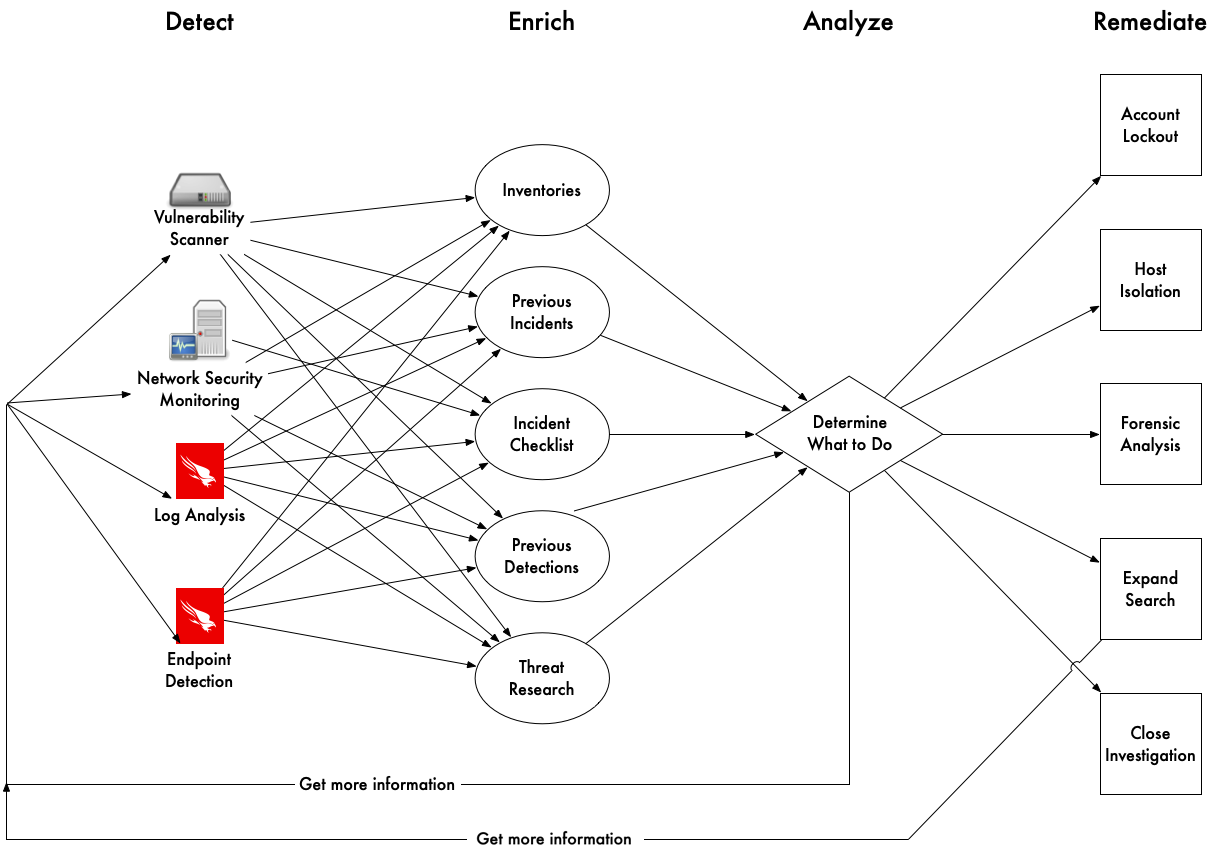 Detect
Enrich
Analyze
Remediate
Vulnerability
Scanner
Network Security
Monitoring
Log Analysis
Endpoint
Detection
Inventories
Previous
Incidents
Incident
Checklist
Previous
Detections
Threat
Research
Determine
What to Do
Account
Lockout
Host
Isolation
Forensic
Analysis
Expand
Search
Close
Investigation
Get more information
Get more information